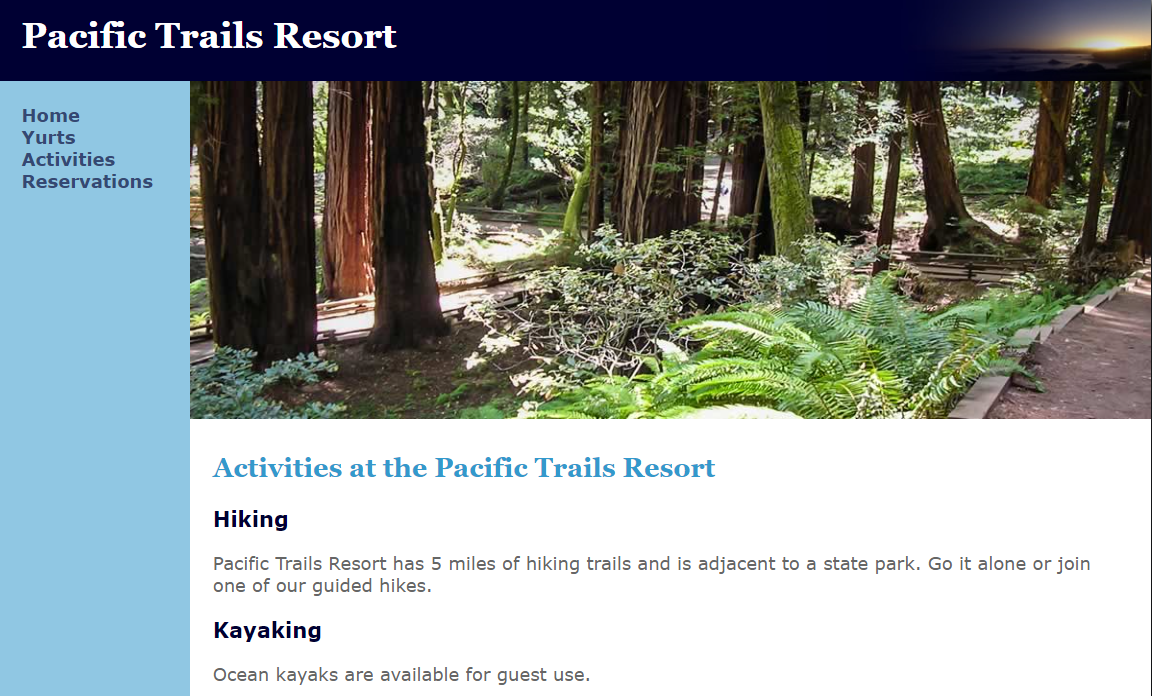 Pacific Trails Resort
Home
Yurts
Activities
Reservations
Activities at the Pacific Trails Resort
Hiking
Pacific Trails Resort has 5 miles of hiking trails and is adjacent to a state park. Go it alone or join
one of our guided hikes.
Kayaking
Ocean kayaks are available for guest use.